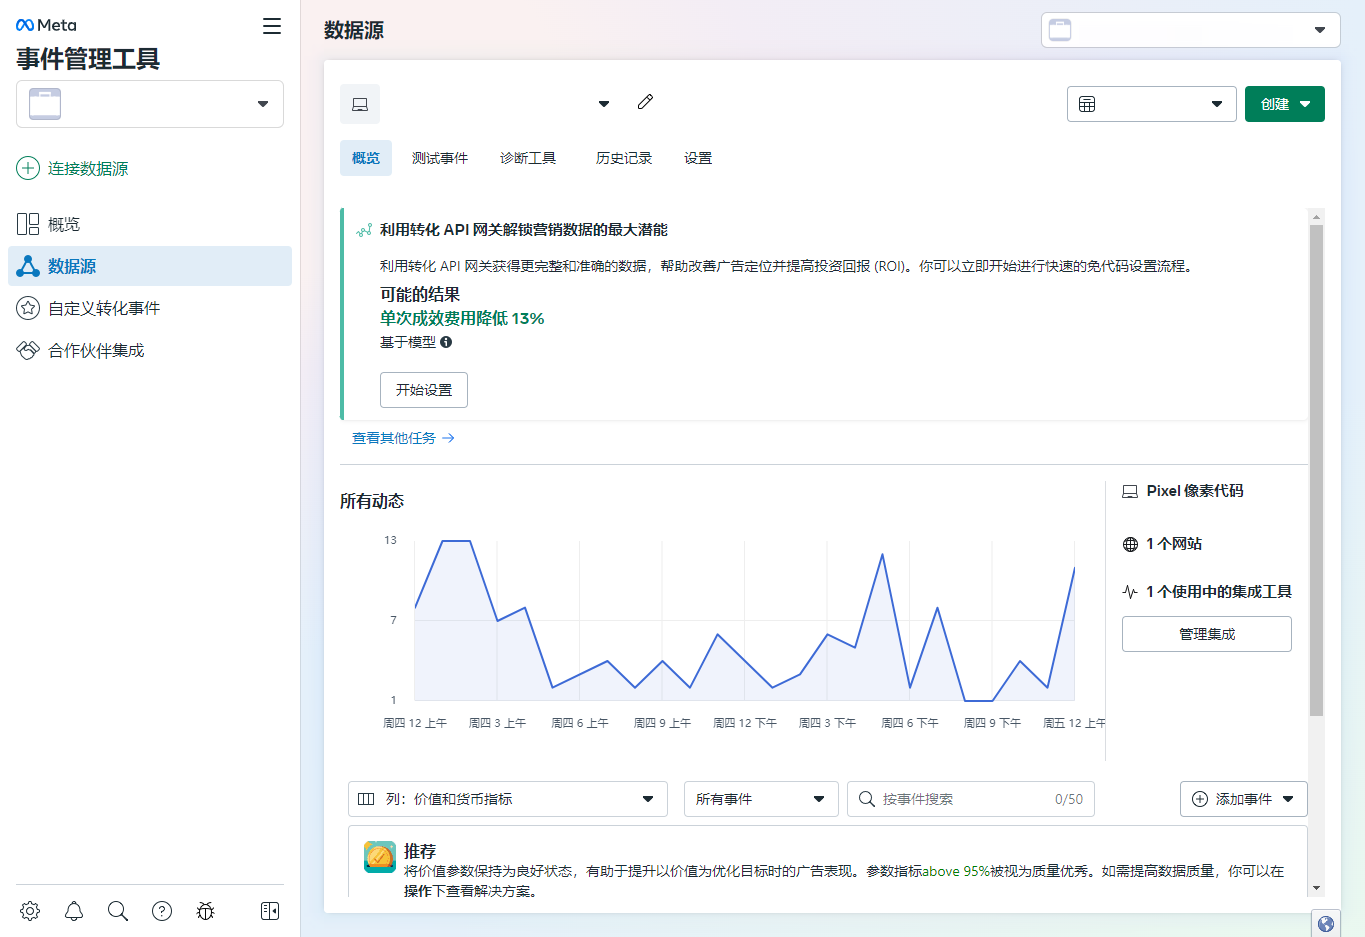 Meta
事件管理工具
连接数据源
概览
数据源
自定义转化事件
合作伙伴集成
数据源
创建
概览
测试事件
诊断工具
历史记录
设置
利用转化 API 网关解锁营销数据的最大潜能
利用转化 API 网关获得更完整和准确的数据，帮助改善广告定位并提高投资回报 (ROI)。你可以立即开始进行快速的免代码设置流程。
可能的结果
单次成效费用降低 13%
基于模型
开始设置
查看其他任务
所有动态
13
7
1
周四 12 上午
周四 3 上午
周四 6 上午
周四 9 上午
周四 12 下午
周四 3 下午
周四 6 下午
周四 9 下午
周五 12 上午
Pixel 像素代码
1 个网站
1 个使用中的集成工具
管理集成
列：价值和货币指标
所有事件
按事件搜索
0/50
添加事件
推荐
将价值参数保持为良好状态，有助于提升以价值为优化目标时的广告表现。参数指标above 95%被视为质量优秀。如需提高数据质量，你可以在
操作下查看解决方案。